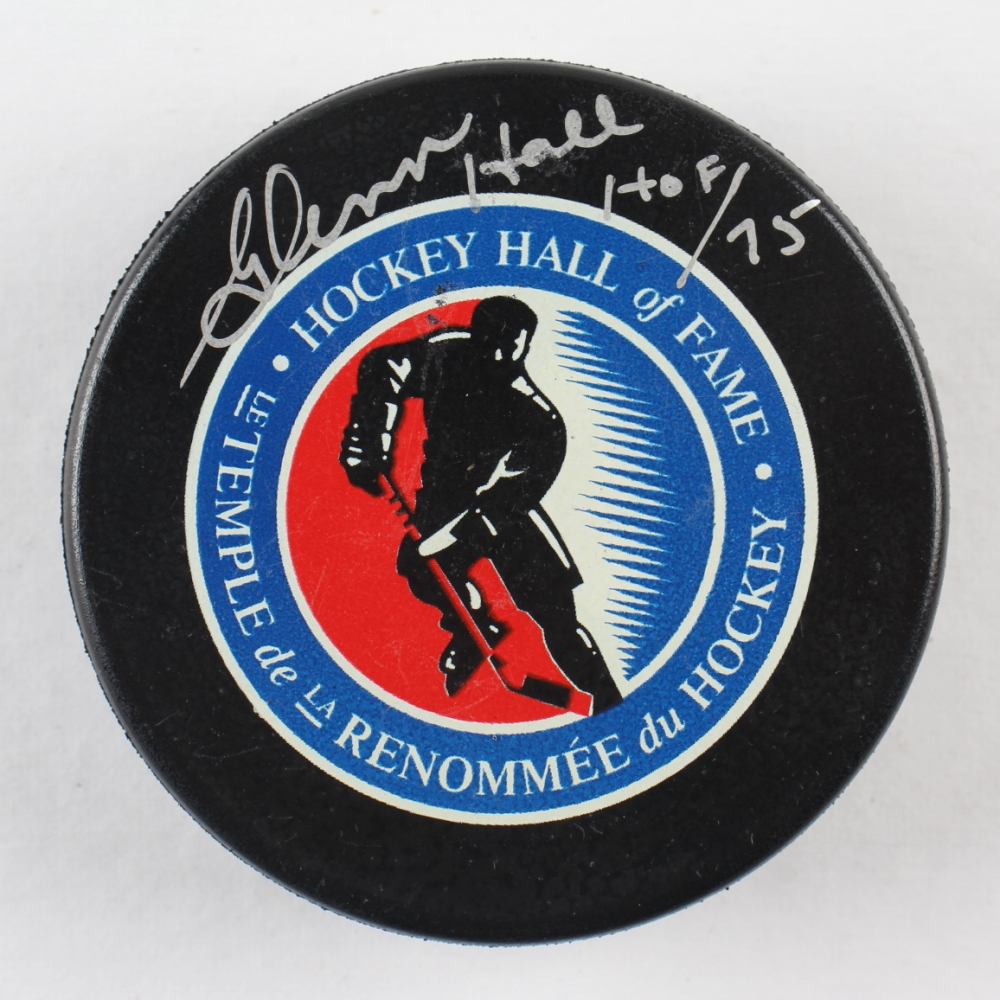 Glenn Hall HOF/75
HOCKEY HALL of FAME
LE TEMPLE de LA RENOMMÉE du HOCKEY